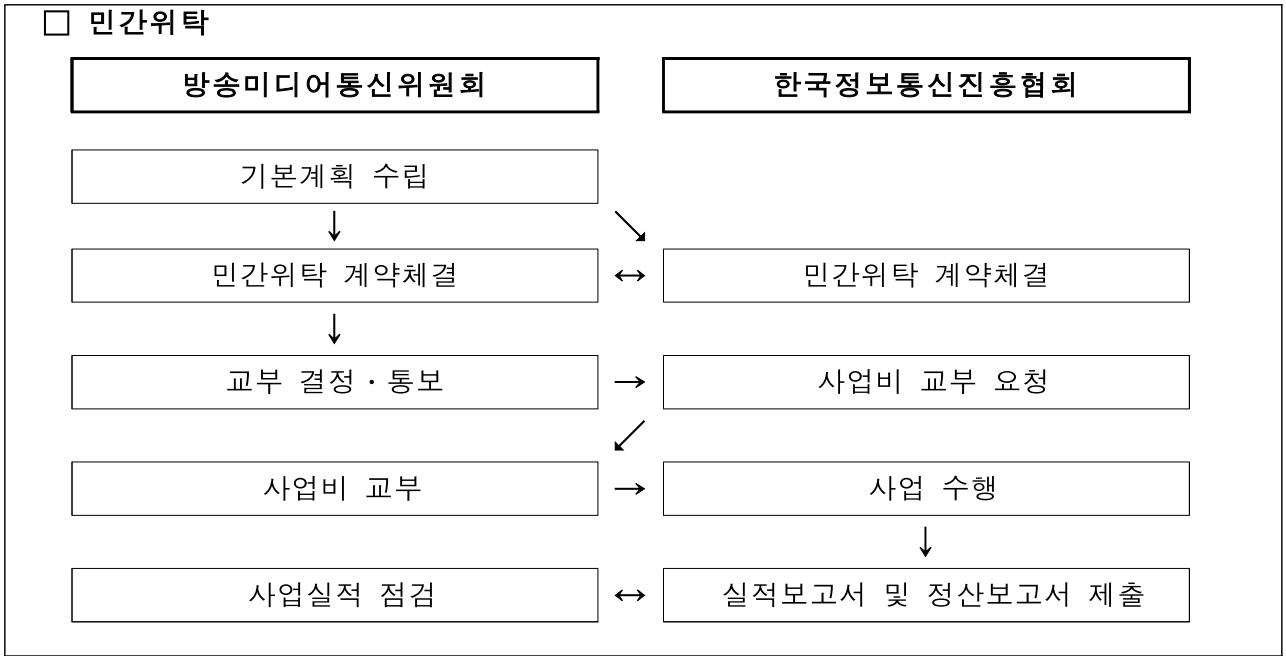 □ 민간위탁
방송미디어통신위원회 한국정보통신진흥협회
기본계획 수립
↓ ↘
민간위탁 계약체결 ↔ 민간위탁 계약체결
↓
교부 결정·통보 → 사업비 교부 요청
↙
사업비 교부 → 사업 수행
↓
사업실적 점검 ↔ 실적보고서 및 정산보고서 제출